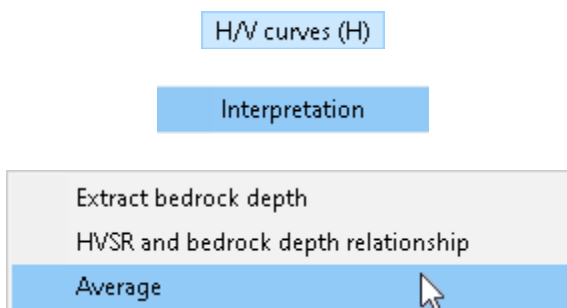 H/V curves (H)
Interpretation
Extract bedrock depth
HVSR and bedrock depth relationship
Average